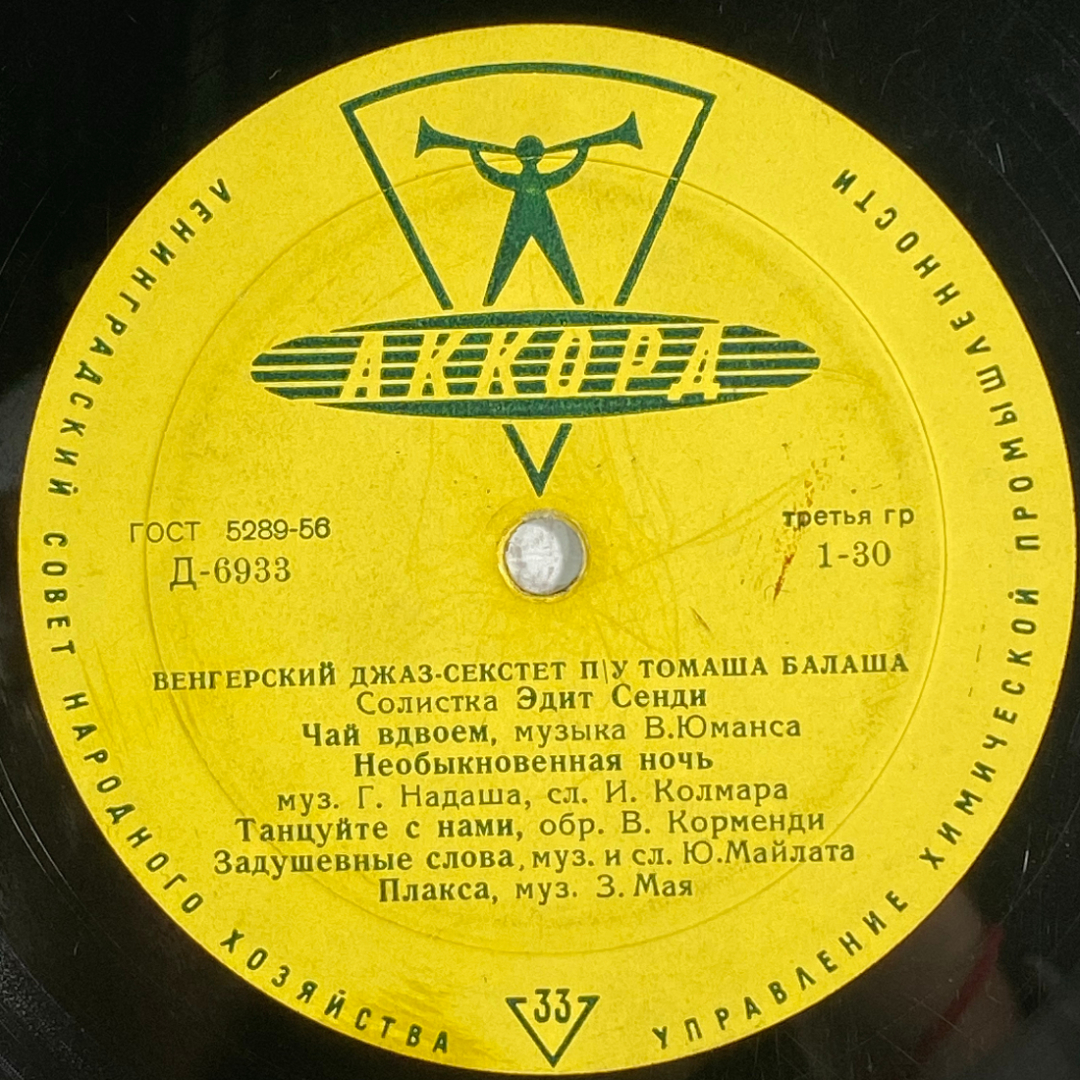 АККОРД
ЛЕНИНГРАДСКИЙ СОВЕТ НАРОДНОГО ХОЗЯЙСТВА
УПРАВЛЕНИЕ ХИМИЧЕСКОЙ ПРОМЫШЛЕННОСТИ
ГОСТ 5289-56
Д-6933
третья гр
1-30
ВЕНГЕРСКИЙ ДЖАЗ-СЕКСТЕТ П\У ТОМАША БАЛАША
Солистка Эдит Сенди
Чай вдвоем, музыка В.Юманса
Необыкновенная ночь
муз. Г. Надаша, сл. И. Колмара
Танцуйте с нами, обр. В. Корменди
Задушевные слова, муз. и сл. Ю.Майлата
Плакса, муз. З. Мая
33